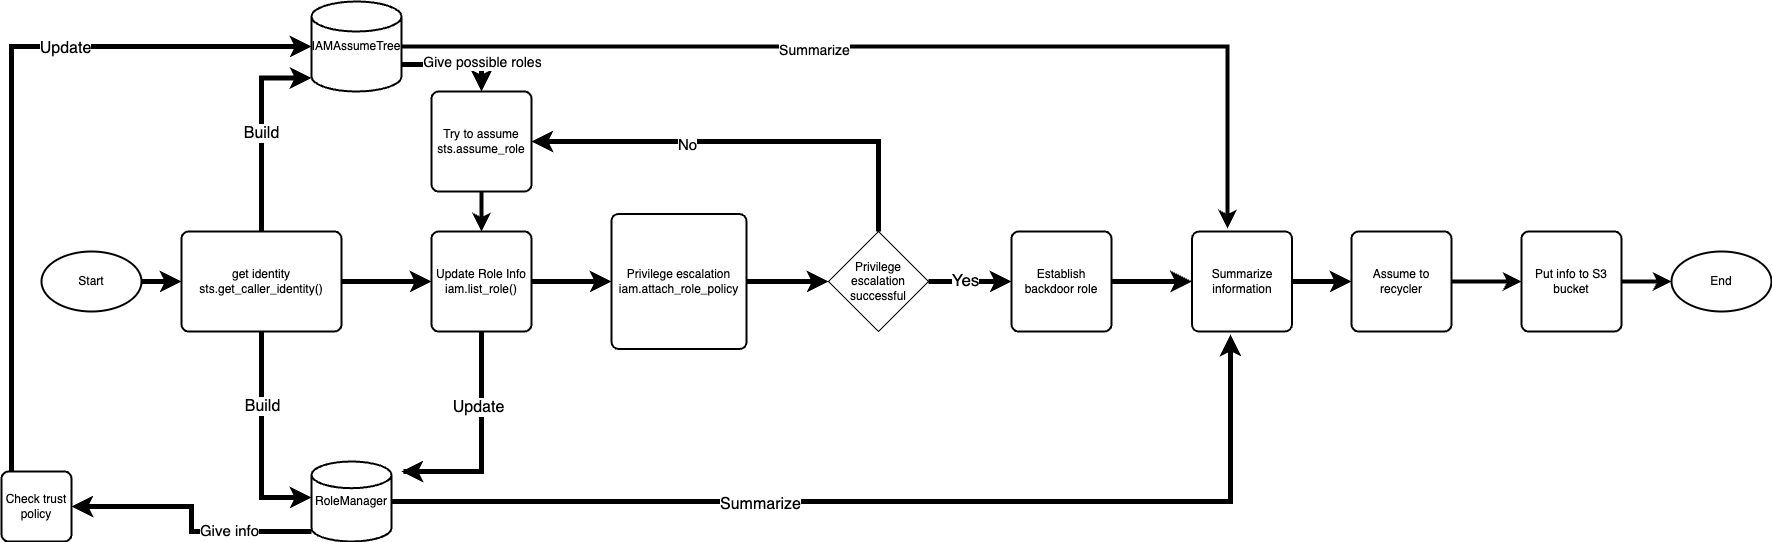 Update
IAMAssumeTree
Summarize
Give possible roles
Build
Try to assume
sts.assume_role
No
Start
get identity
sts.get_caller_identity()
Update Role Info
iam.list_role()
Privilege escalation
iam.attach_role_policy
Privilege
escalation
successful
Yes
Establish
backdoor role
Summarize
information
Assume to
recycler
Put info to S3
bucket
End
Build
Update
Check trust
policy
Give info
RoleManager
Summarize